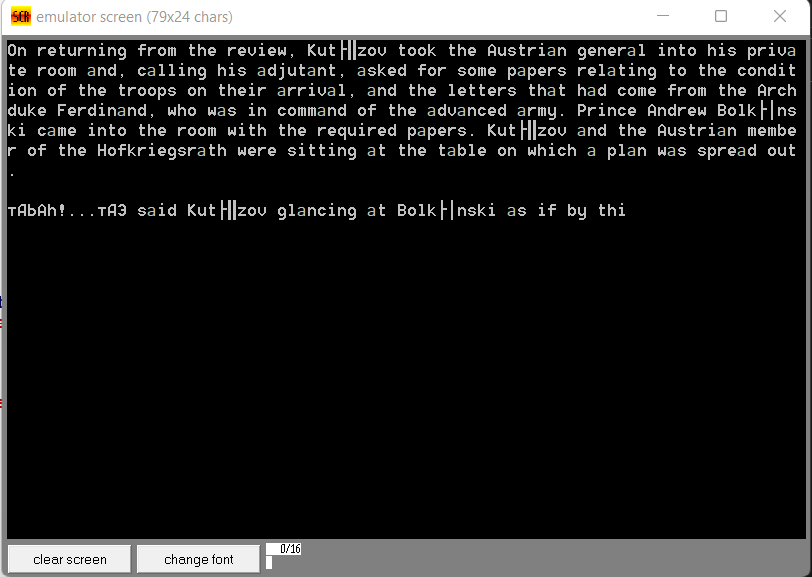 SCR emulator screen (79x24 chars)
On returning from the review, Kut├║zov took the Austrian general into his priva
te room and, calling his adjutant, asked for some papers relating to the condit
ion of the troops on their arrival, and the letters that had come from the Arch
duke Ferdinand, who was in command of the advanced army. Prince Andrew Bolk├│ns
ki came into the room with the required papers. Kut├║zov and the Austrian membe
r of the Hofkriegsrath were sitting at the table on which a plan was spread out
.
тАЬAh!...тАЭ said Kut├║zov glancing at Bolk├│nski as if by thi
clear screen change font 0/16